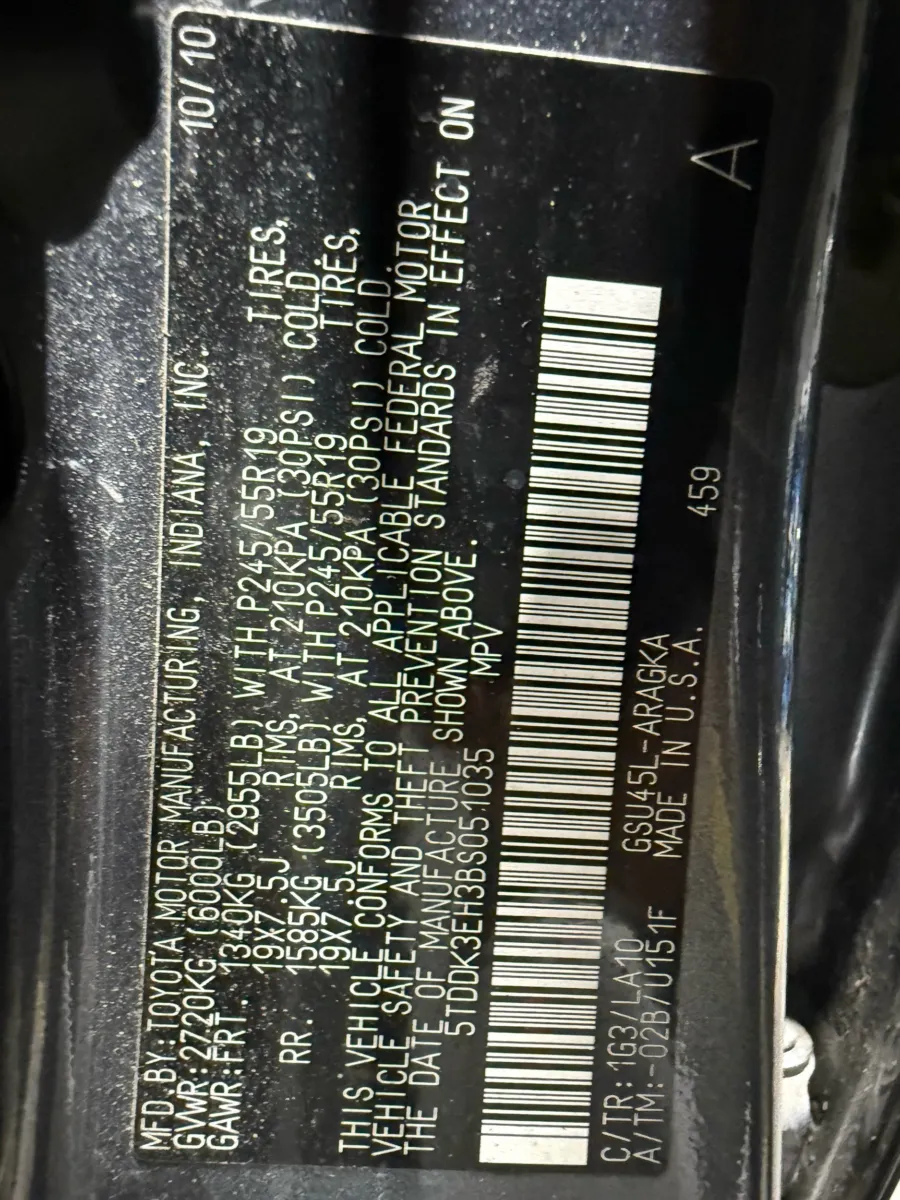 MFD.BY:TOYOTA MOTOR MANUFACTURING, INDIANA, INC. 10/10
GVWR:2720KG (6000LB)
GAWR:FRT. 1340KG (2955LB) WITH P245/55R19 TIRES,
19X7.5J RIMS, AT 210KPA (30PSI) COLD.
RR. 1585KG (3505LB) WITH P245/55R19 TIRES,
19X7.5J RIMS, AT 210KPA (30PSI) COLD.
THIS VEHICLE CONFORMS TO ALL APPLICABLE FEDERAL MOTOR
VEHICLE SAFETY AND THEFT PREVENTION STANDARDS IN EFFECT ON
THE DATE OF MANUFACTURE SHOWN ABOVE.
5TDDK3EH3BS051035 MPV
C/TR:1G3/LA10 GSU45L-ARAGKA
A/TM:-02B/U151F MADE IN U.S.A.
459
A